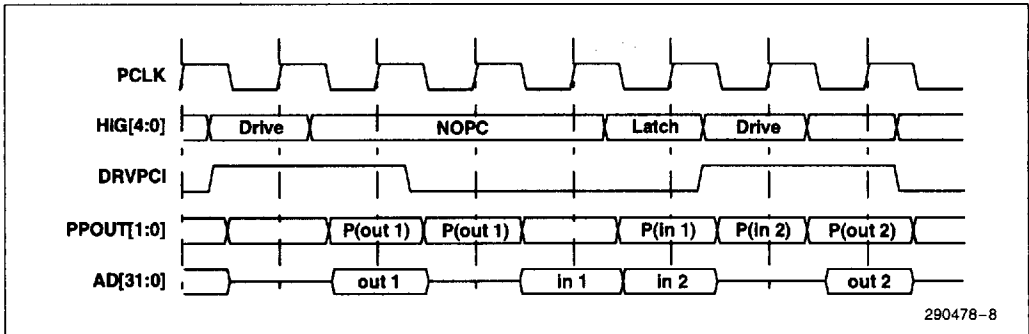 PCLK
HIG[4:0] Drive NOPC Latch Drive
DRVPCI
PPOUT[1:0] P(out 1) P(out 1) P(in 1) P(in 2) P(out 2)
AD[31:0] out 1 in 1 in 2 out 2
290478-8